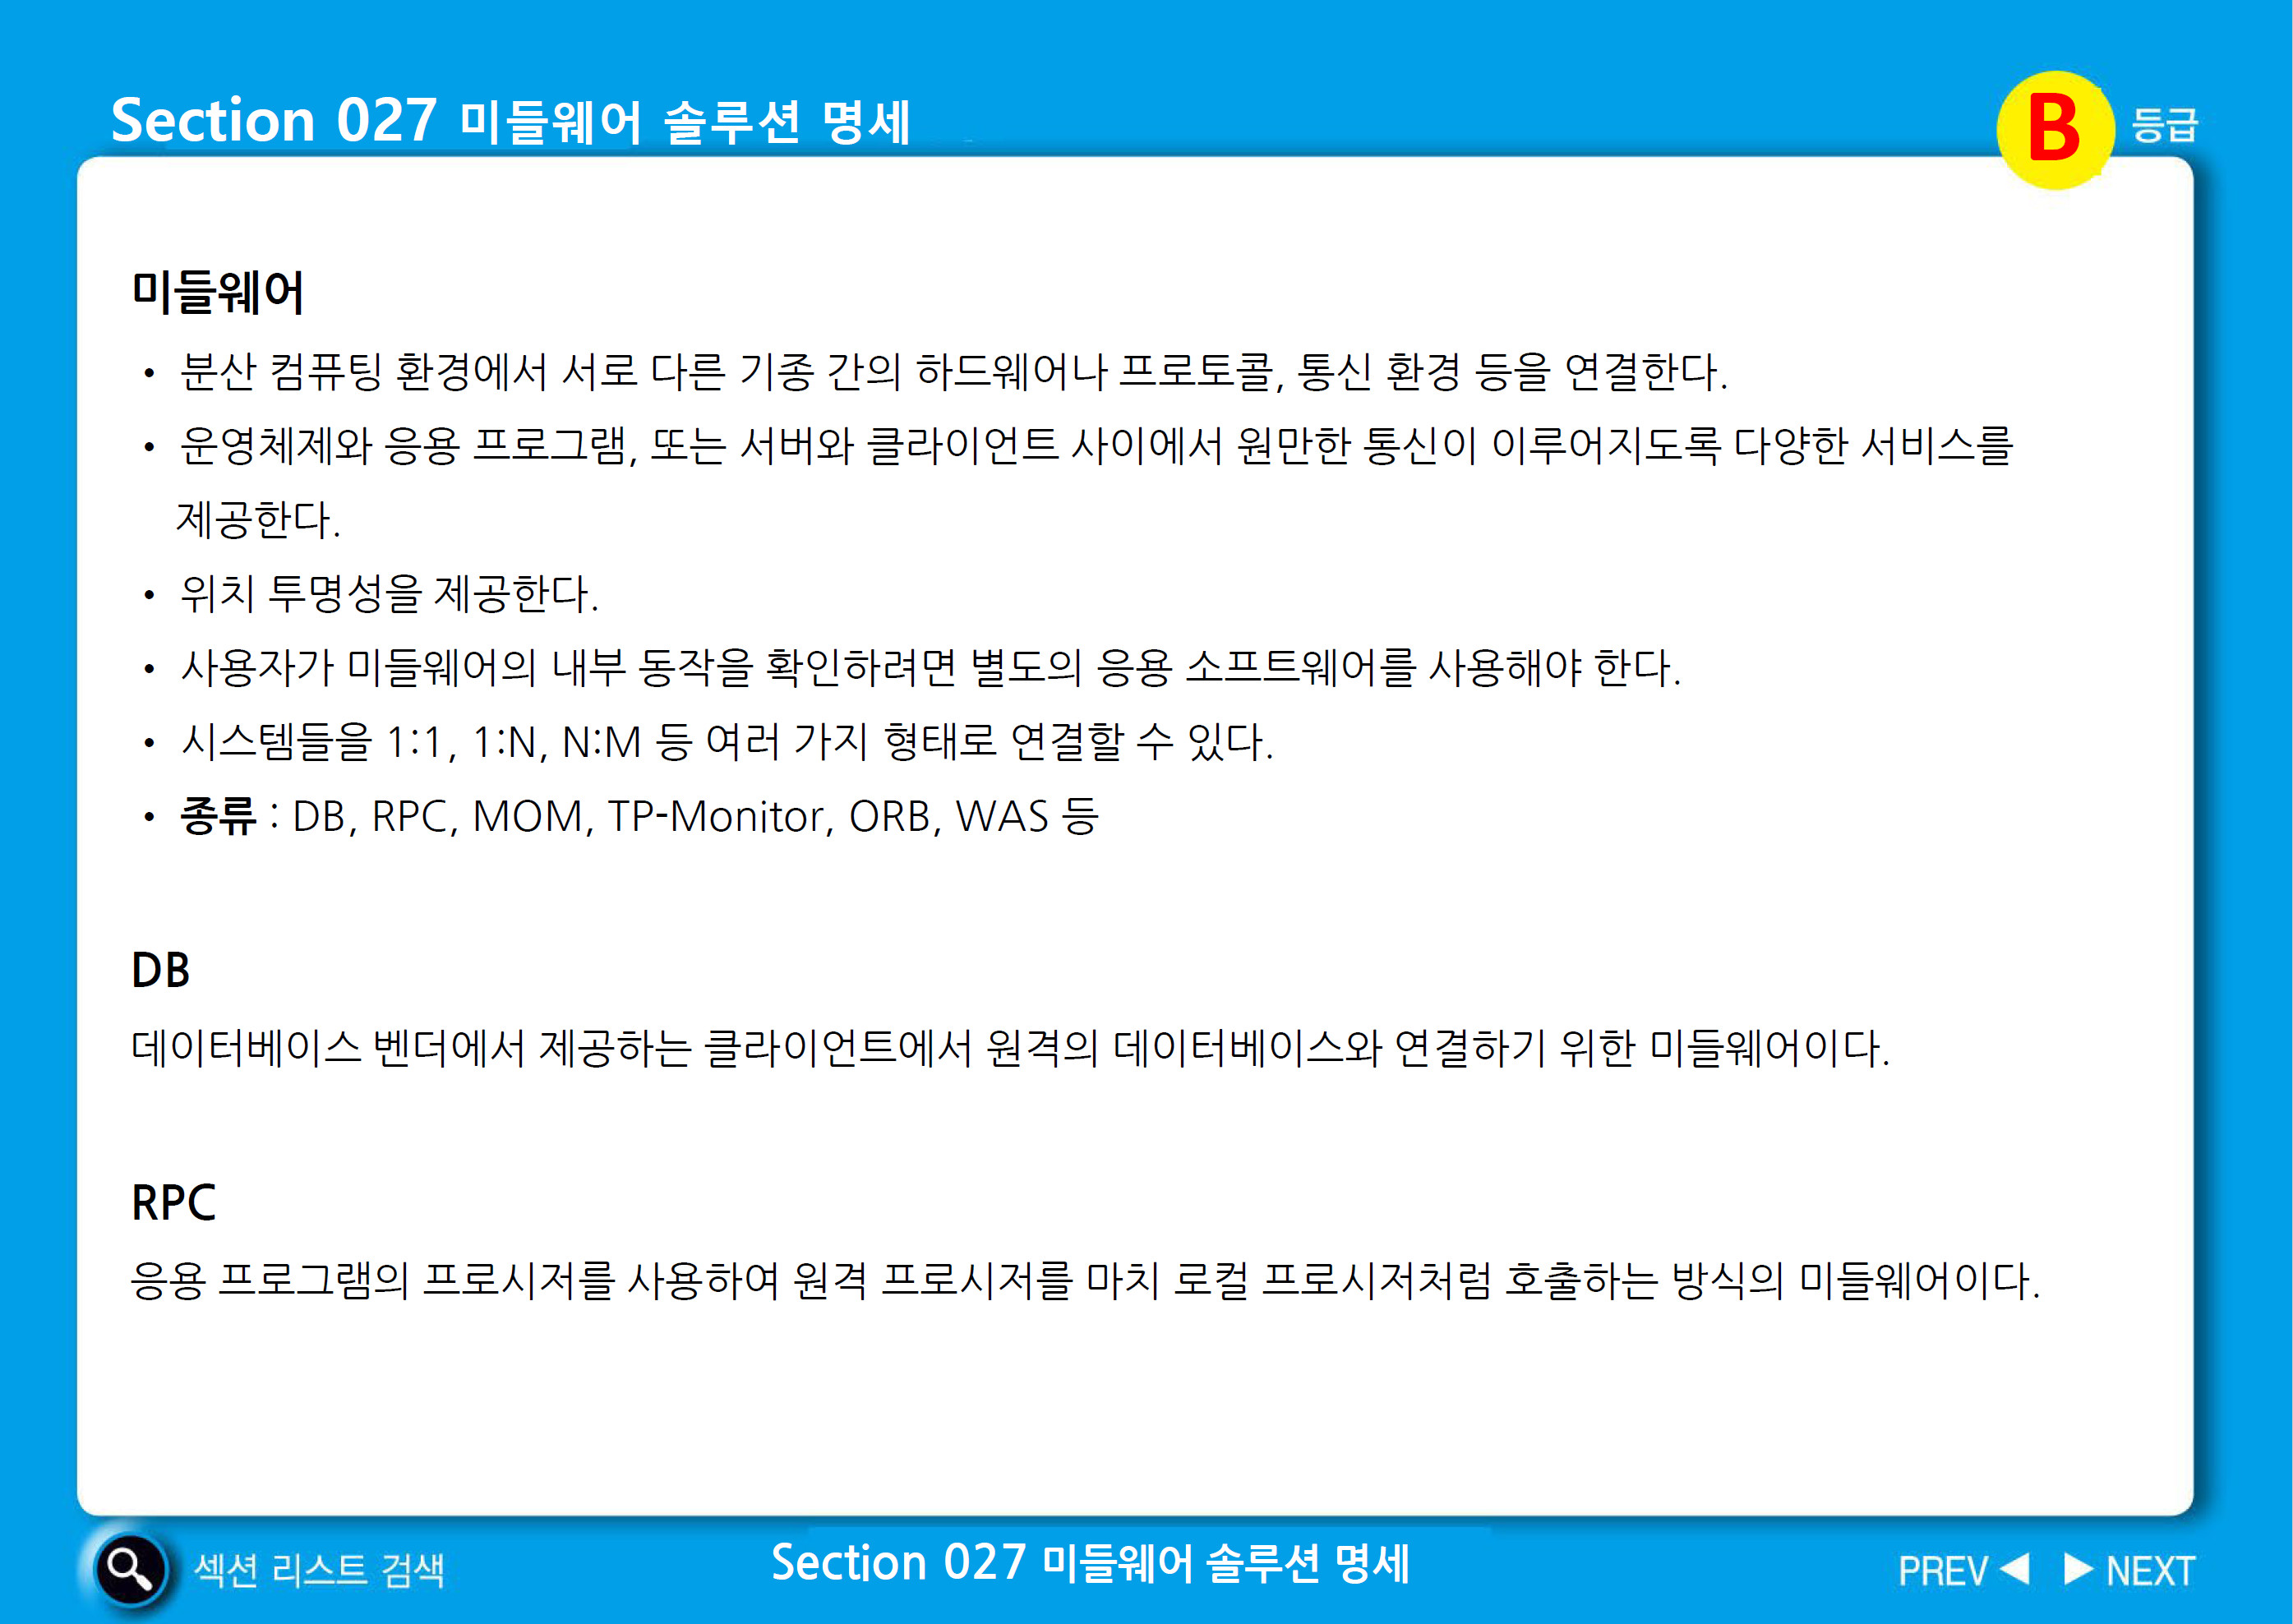 Section 027 미들웨어 솔루션 명세
B 등급
미들웨어
• 분산 컴퓨팅 환경에서 서로 다른 기종 간의 하드웨어나 프로토콜, 통신 환경 등을 연결한다.
• 운영체제와 응용 프로그램, 또는 서버와 클라이언트 사이에서 원만한 통신이 이루어지도록 다양한 서비스를
제공한다.
• 위치 투명성을 제공한다.
• 사용자가 미들웨어의 내부 동작을 확인하려면 별도의 응용 소프트웨어를 사용해야 한다.
• 시스템들을 1:1, 1:N, N:M 등 여러 가지 형태로 연결할 수 있다.
• 종류 : DB, RPC, MOM, TP-Monitor, ORB, WAS 등
DB
데이터베이스 벤더에서 제공하는 클라이언트에서 원격의 데이터베이스와 연결하기 위한 미들웨어이다.
RPC
응용 프로그램의 프로시저를 사용하여 원격 프로시저를 마치 로컬 프로시저처럼 호출하는 방식의 미들웨어이다.
섹션 리스트 검색
Section 027 미들웨어 솔루션 명세
PREV ◀ ▶ NEXT